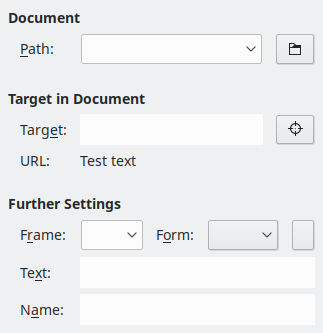 Document
Path:
Target in Document
Target:
URL: Test text
Further Settings
Frame: Form:
Text:
Name: